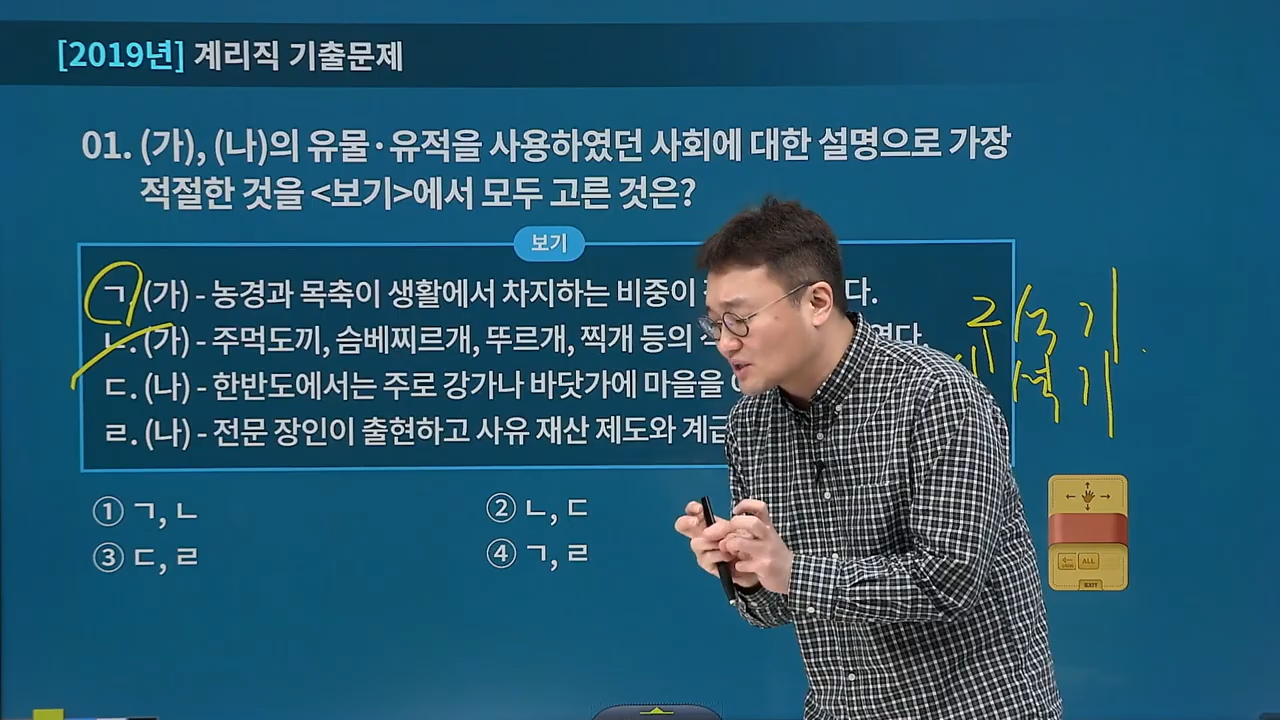 [2019년] 계리직 기출문제
01. (가), (나)의 유물·유적을 사용하였던 사회에 대한 설명으로 가장
적절한 것을 <보기>에서 모두 고른 것은?
보기
ㄱ. (가) - 농경과 목축이 생활에서 차지하는 비중이 다.
ㄴ. (가) - 주먹도끼, 슴베찌르개, 뚜르개, 찍개 등의 였다.
ㄷ. (나) - 한반도에서는 주로 강가나 바닷가에 마을을
ㄹ. (나) - 전문 장인이 출현하고 사유 재산 제도와 계급
① ㄱ, ㄴ
② ㄴ, ㄷ
③ ㄷ, ㄹ
④ ㄱ, ㄹ
ALL
EXIT